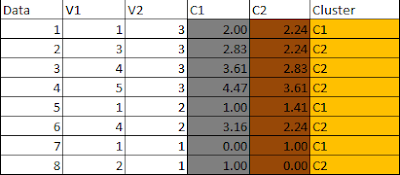 Data V1 V2 C1 C2 Cluster
1 1 3 2.00 2.24 C1
2 3 3 2.83 2.24 C2
3 4 3 3.61 2.83 C2
4 5 3 4.47 3.61 C2
5 1 2 1.00 1.41 C1
6 4 2 3.16 2.24 C2
7 1 1 0.00 1.00 C1
8 2 1 1.00 0.00 C2